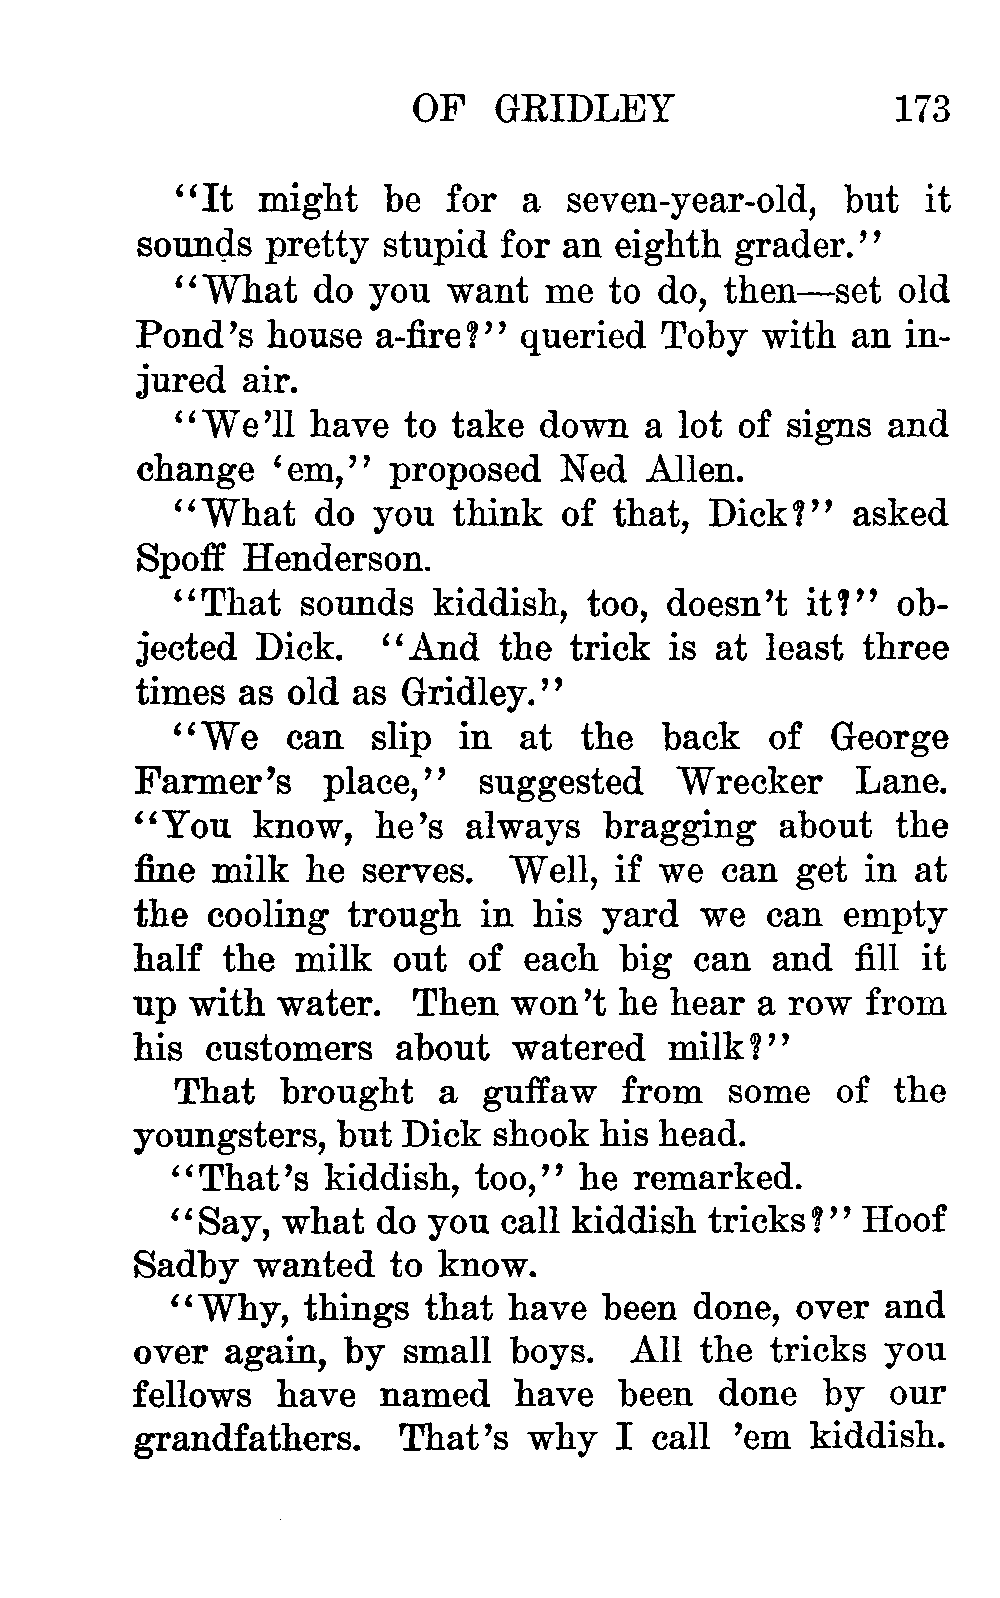 OF GRIDLEY 173
“It might be for a seven-year-old, but it
sounds pretty stupid for an eighth grader.”
“What do you want me to do, then—set old
Pond’s house a-fire?” queried Toby with an in-
jured air.
“We’ll have to take down a lot of signs and
change ‘em,” proposed Ned Allen.
“What do you think of that, Dick?” asked
Spoff Henderson.
“That sounds kiddish, too, doesn’t it?” ob-
jected Dick. “And the trick is at least three
times as old as Gridley.”
“We can slip in at the back of George
Farmer’s place,” suggested Wrecker Lane.
“You know, he’s always bragging about the
fine milk he serves. Well, if we can get in at
the cooling trough in his yard we can empty
half the milk out of each big can and fill it
up with water. Then won’t he hear a row from
his customers about watered milk?”
That brought a guffaw from some of the
youngsters, but Dick shook his head.
“That’s kiddish, too,” he remarked.
“Say, what do you call kiddish tricks?” Hoof
Sadby wanted to know.
“Why, things that have been done, over and
over again, by small boys. All the tricks you
fellows have named have been done by our
grandfathers. That’s why I call ’em kiddish.